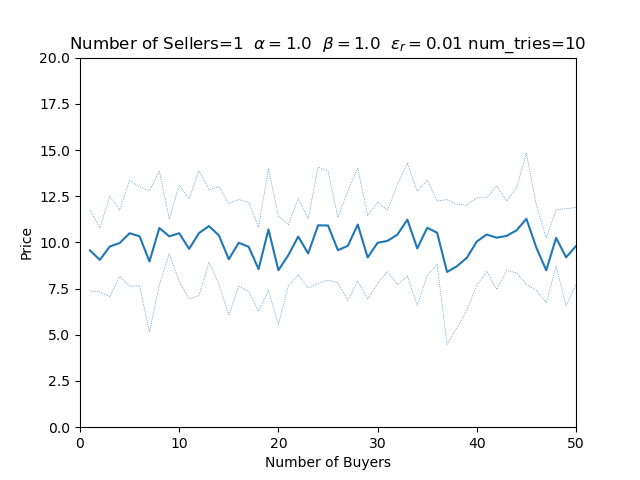 Number of Sellers=1 α = 1.0 β = 1.0 εr = 0.01 num_tries=10
20.0
17.5
15.0
12.5
10.0
7.5
5.0
2.5
0.0
Price
0 10 20 30 40 50
Number of Buyers